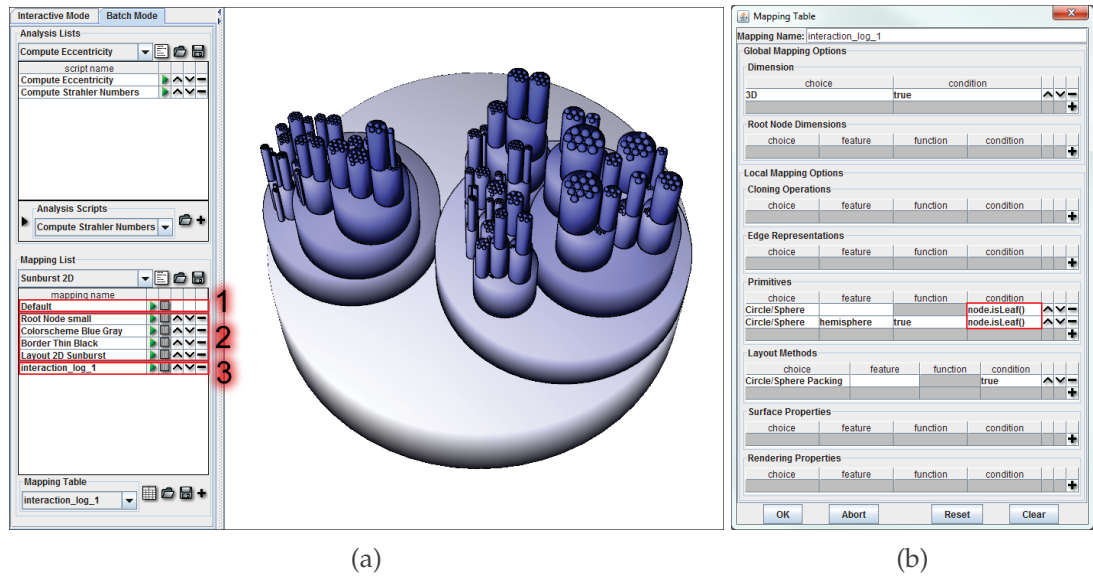 Interactive Mode Batch Mode
Analysis Lists
Compute Eccentricity
script name
Compute Eccentricity
Compute Strahler Numbers
Analysis Scripts
Compute Strahler Numbers
Mapping List
Sunburst 2D
mapping name
Default
1
Root Node small
Colorscheme Blue Gray
2
Border Thin Black
Layout 2D Sunburst
interaction_log_1
3
Mapping Table
interaction_log_1
(a)
Mapping Table
Mapping Name: interaction_log_1
Global Mapping Options
Dimension
choice condition
3D true
Root Node Dimensions
choice feature function condition
Local Mapping Options
Cloning Operations
choice feature function condition
Edge Representations
choice feature function condition
Primitives
choice feature function condition
Circle/Sphere node.isLeaf()
Circle/Sphere hemisphere true node.isLeaf()
Layout Methods
choice feature function condition
Circle/Sphere Packing true
Surface Properties
choice feature function condition
Rendering Properties
choice feature function condition
OK Abort Reset Clear
(b)